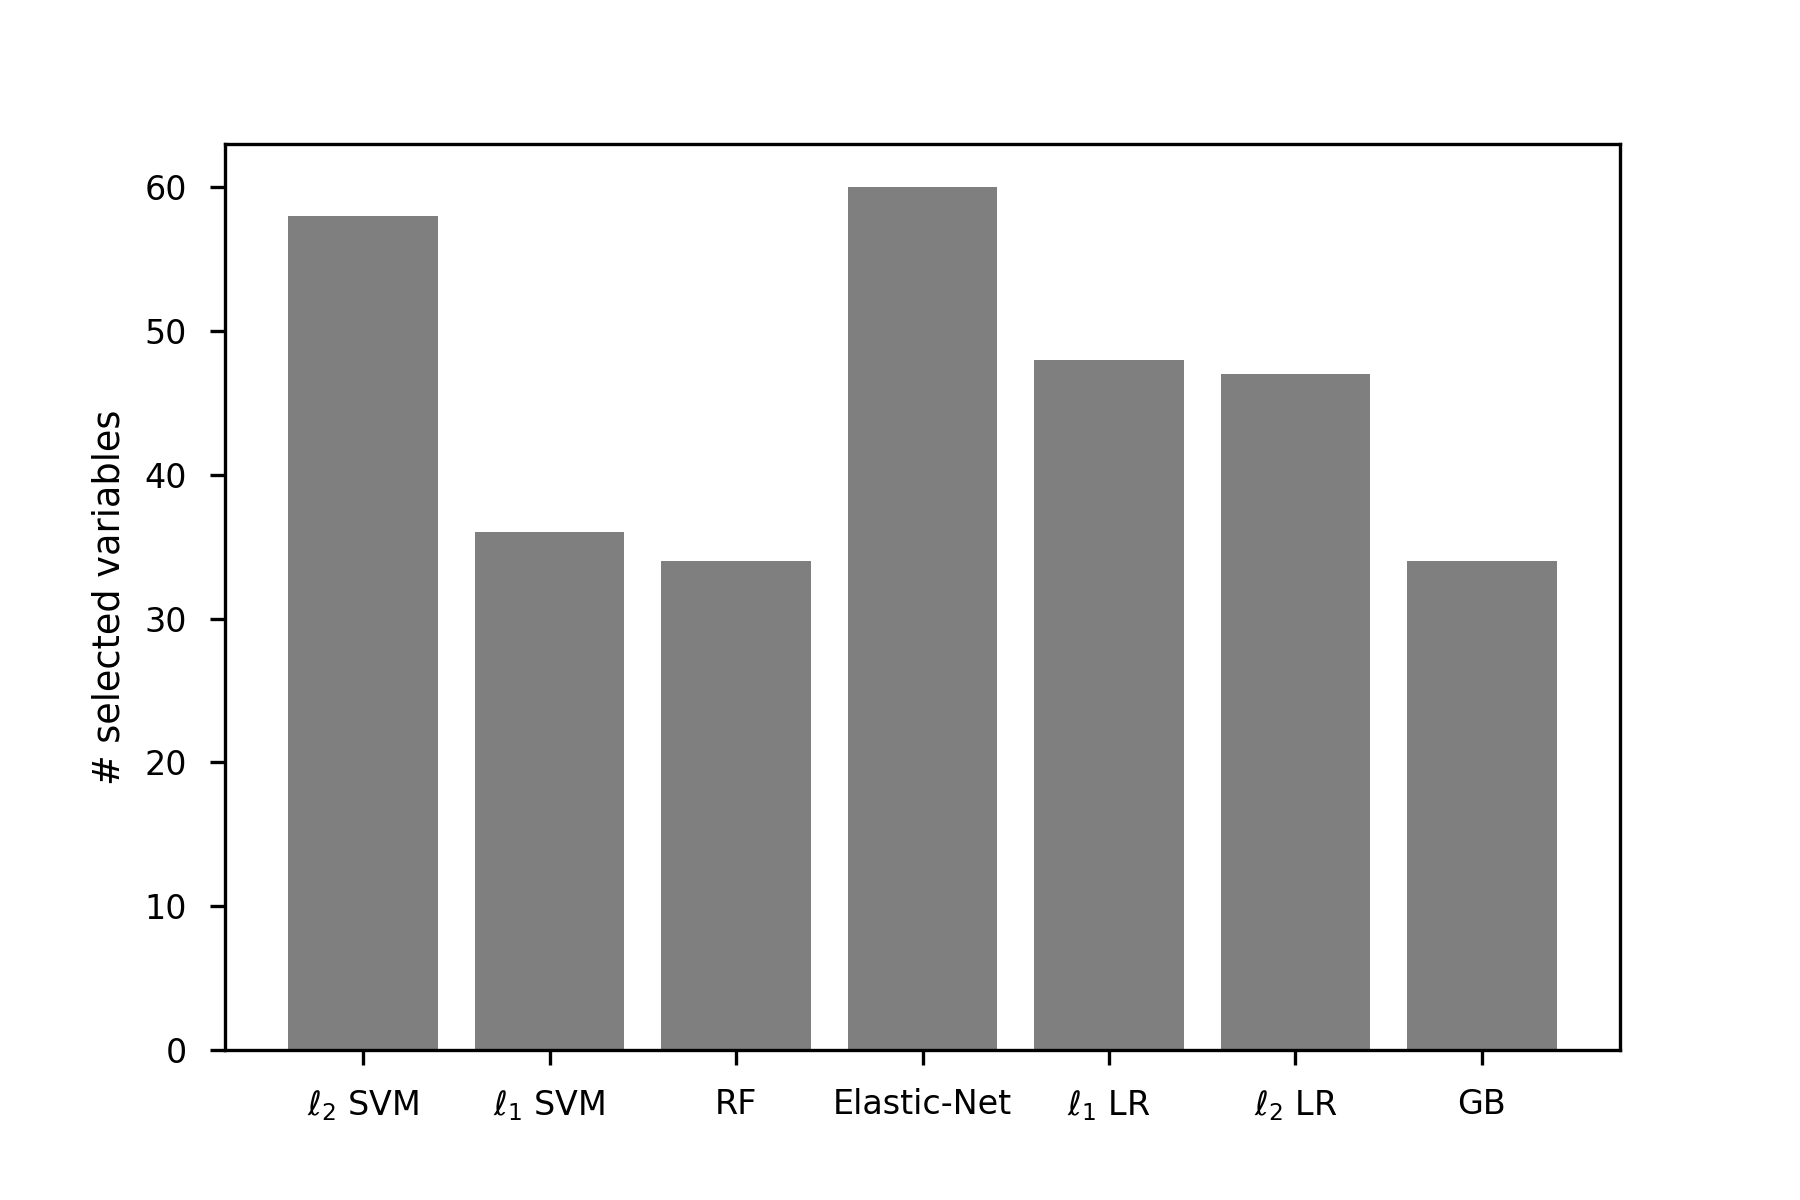 60
50
40
30
20
10
0
# selected variables
ℓ₂ SVM
ℓ₁ SVM
RF
Elastic-Net
ℓ₁ LR
ℓ₂ LR
GB